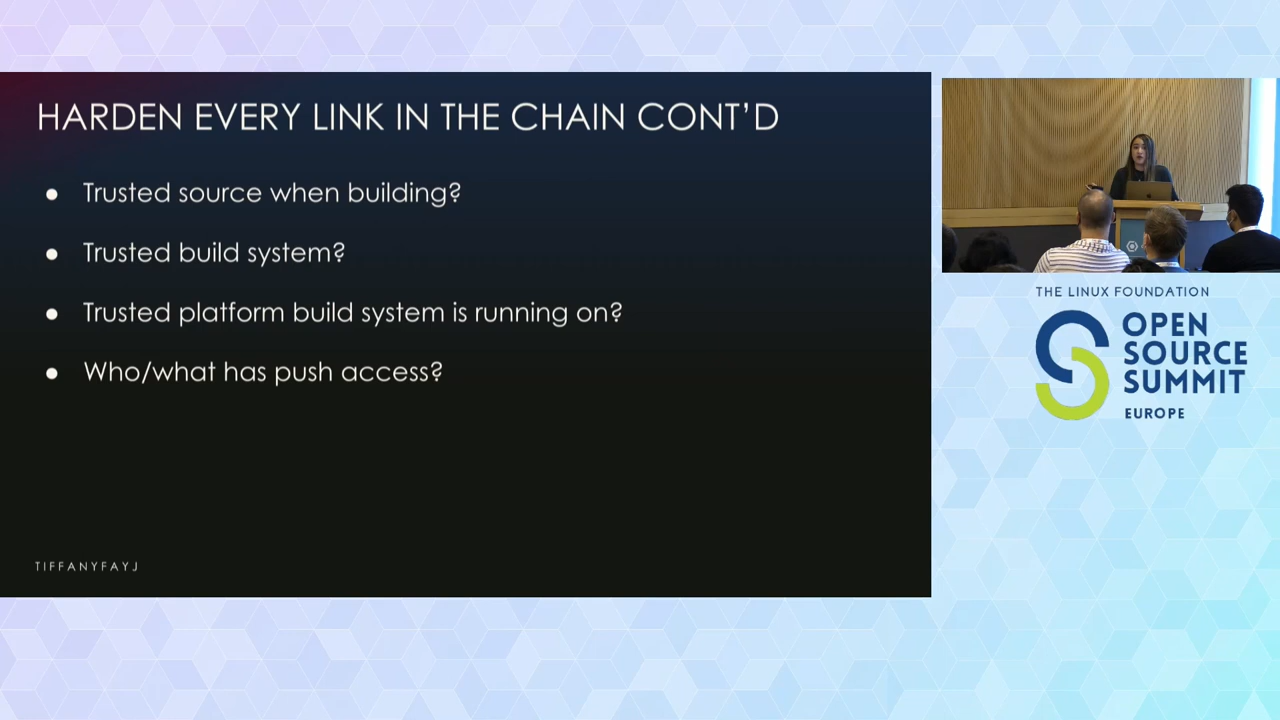 HARDEN EVERY LINK IN THE CHAIN CONT’D
● Trusted source when building?
● Trusted build system?
● Trusted platform build system is running on?
● Who/what has push access?
TIFFANYFAYJ
THE LINUX FOUNDATION
OPEN
SOURCE
SUMMIT
EUROPE